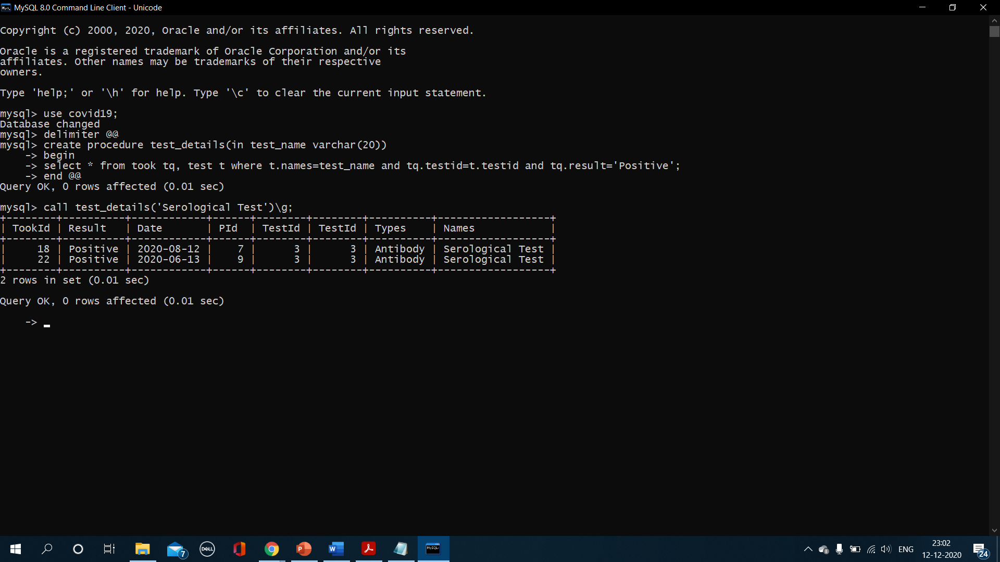 MySQL 8.0 Command Line Client - Unicode
Copyright (c) 2000, 2020, Oracle and/or its affiliates. All rights reserved.
Oracle is a registered trademark of Oracle Corporation and/or its
affiliates. Other names may be trademarks of their respective
owners.
Type 'help;' or '\h' for help. Type '\c' to clear the current input statement.
mysql> use covid19;
Database changed
mysql> delimiter @@
mysql> create procedure test_details(in test_name varchar(20))
    -> begin
    -> select * from took tq, test t where t.names=test_name and tq.testid=t.testid and tq.result='Positive';
    -> end @@
Query OK, 0 rows affected (0.01 sec)
mysql> call test_details('Serological Test')\g;
+--------+----------+------------+------+--------+--------+----------+------------------+
| TookId | Result   | Date       | PId  | TestId | TestId | Types    | Names            |
+--------+----------+------------+------+--------+--------+----------+------------------+
|     18 | Positive | 2020-08-12 |    7 |      3 |      3 | Antibody | Serological Test |
|     22 | Positive | 2020-06-13 |    9 |      3 |      3 | Antibody | Serological Test |
+--------+----------+------------+------+--------+--------+----------+------------------+
2 rows in set (0.01 sec)
Query OK, 0 rows affected (0.01 sec)
    -> _
7
DELL
P
W
MySQL
ENG
23:02
12-12-2020
24